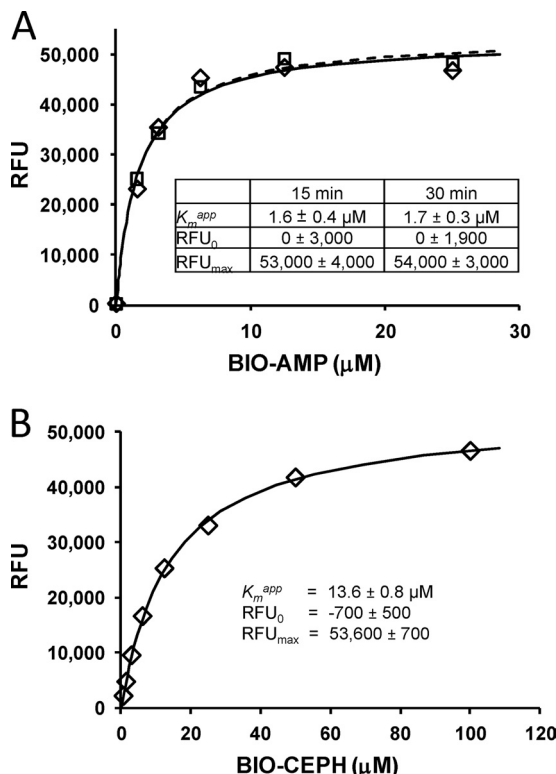 A
50,000
40,000
30,000
20,000
10,000
0
RFU
15 min 30 min
Kmapp 1.6 ± 0.4 μM 1.7 ± 0.3 μM
RFU0 0 ± 3,000 0 ± 1,900
RFUmax 53,000 ± 4,000 54,000 ± 3,000
0 10 20 30
BIO-AMP (μM)
B
50,000
40,000
30,000
20,000
10,000
0
RFU
Kmapp = 13.6 ± 0.8 μM
RFU0 = -700 ± 500
RFUmax = 53,600 ± 700
0 20 40 60 80 100 120
BIO-CEPH (μM)